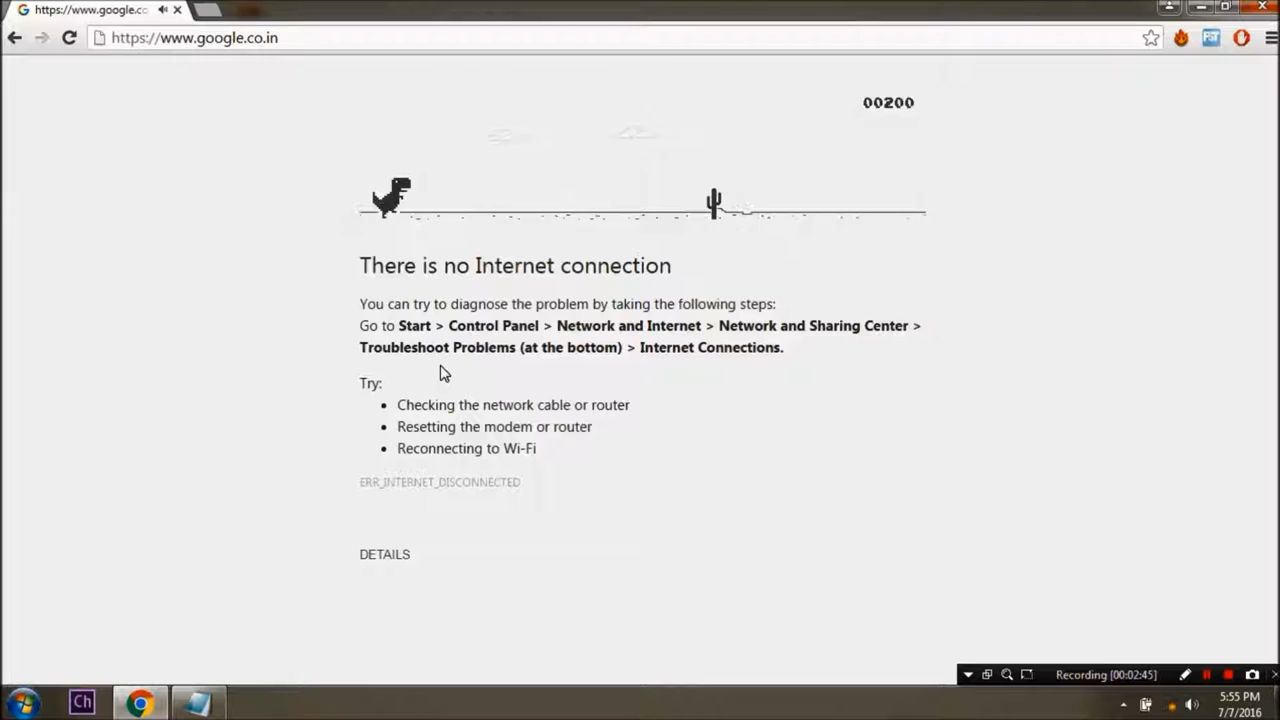 https://www.google.co
https://www.google.co.in
00200
There is no Internet connection
You can try to diagnose the problem by taking the following steps:
Go to Start > Control Panel > Network and Internet > Network and Sharing Center >
Troubleshoot Problems (at the bottom) > Internet Connections.
Try:
• Checking the network cable or router
• Resetting the modem or router
• Reconnecting to Wi-Fi
ERR_INTERNET_DISCONNECTED
DETAILS
Recording [00:02:45]
Ch
5:55 PM
7/7/2016